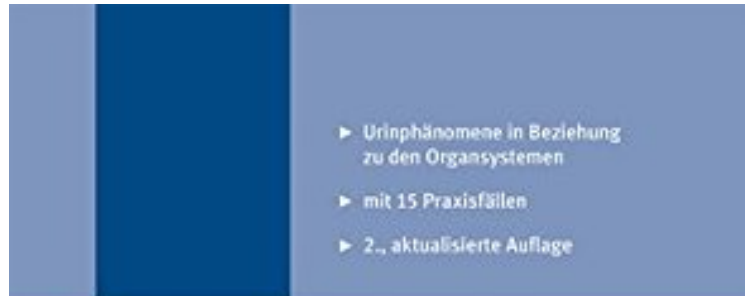 ► Urinphänomene in Beziehung
zu den Organsystemen
► mit 15 Praxisfällen
► 2., aktualisierte Auflage